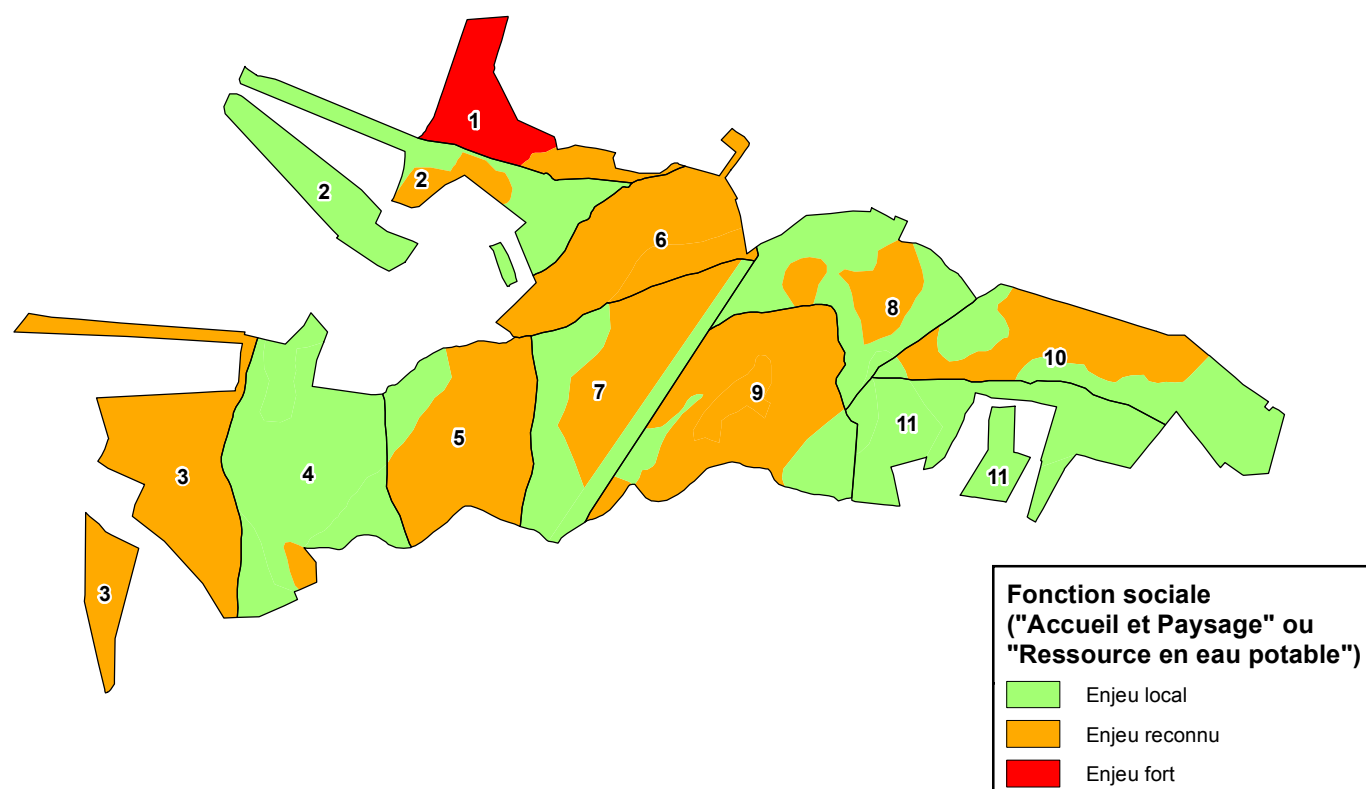 1
2
2
6
8
10
9
7
11
5
4
3
11
3
Fonction sociale
("Accueil et Paysage" ou
"Ressource en eau potable")
Enjeu local
Enjeu reconnu
Enjeu fort